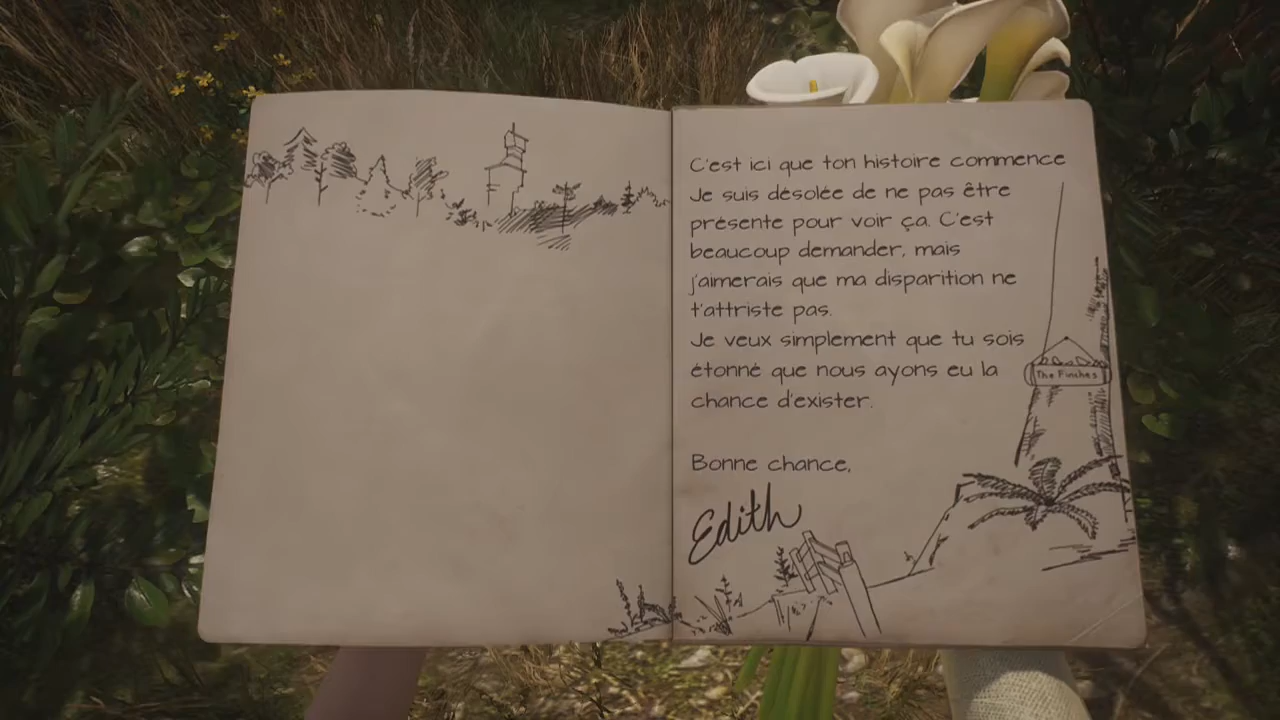 C'est ici que ton histoire commence
Je suis désolée de ne pas être
présente pour voir ça. C'est
beaucoup demander, mais
j'aimerais que ma disparition ne
t'attriste pas.
Je veux simplement que tu sois
étonné que nous ayons eu la
chance d'exister.
The Finches
Bonne chance,
Edith